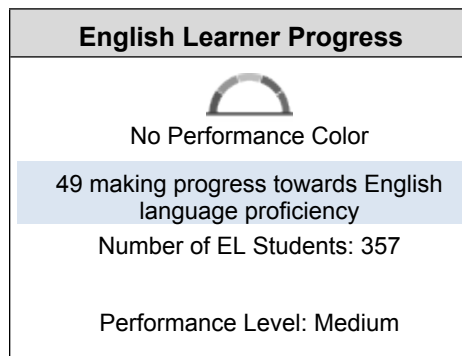 English Learner Progress
No Performance Color
49 making progress towards English
language proficiency
Number of EL Students: 357
Performance Level: Medium